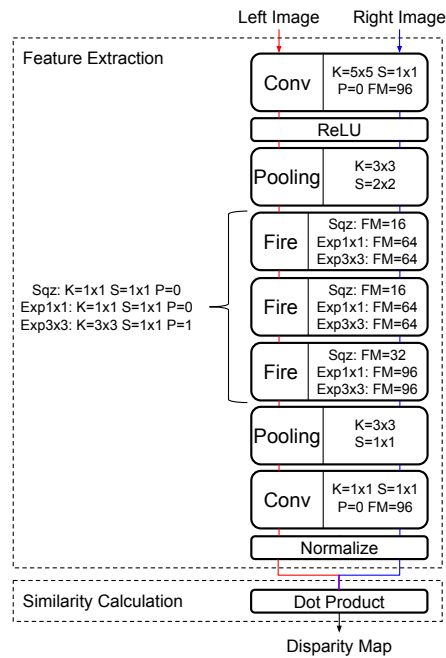 Left Image Right Image
Feature Extraction
Conv
K=5x5 S=1x1
P=0 FM=96
ReLU
Pooling
K=3x3
S=2x2
Fire
Sqz: FM=16
Exp1x1: FM=64
Exp3x3: FM=64
Sqz: K=1x1 S=1x1 P=0
Exp1x1: K=1x1 S=1x1 P=0
Exp3x3: K=3x3 S=1x1 P=1
Fire
Sqz: FM=16
Exp1x1: FM=64
Exp3x3: FM=64
Fire
Sqz: FM=32
Exp1x1: FM=96
Exp3x3: FM=96
Pooling
K=3x3
S=1x1
Conv
K=1x1 S=1x1
P=0 FM=96
Normalize
Similarity Calculation
Dot Product
Disparity Map